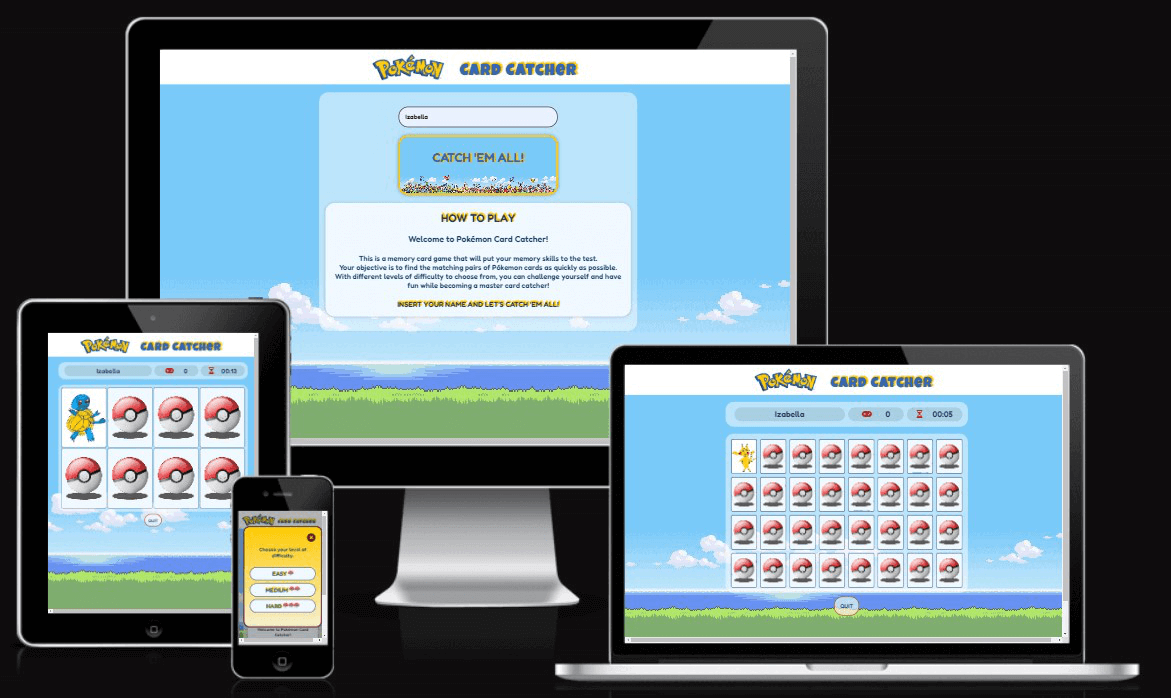 POKéMON CARD CATCHER
Izabella
CATCH 'EM ALL!
HOW TO PLAY
Welcome to Pokémon Card Catcher!
This is a memory card game that will put your memory skills to the test.
Your objective is to find the matching pairs of Pókemon cards as quickly as possible.
With different levels of difficulty to choose from, you can challenge yourself and have
fun while becoming a master card catcher!
INSERT YOUR NAME AND LET'S CATCH 'EM ALL!
POKéMON CARD CATCHER
Izabella 0 00:13
QUIT
POKéMON CARD CATCHER
Choose your level of
difficulty.
EASY
MEDIUM
HARD
Welcome to Pokémon Card
Catcher!
POKéMON CARD CATCHER
Izabella 0 00:05
QUIT